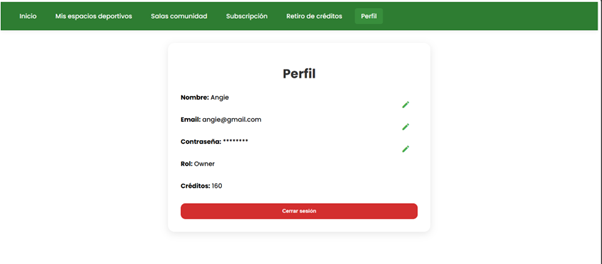 Inicio Mis espacios deportivos Salas comunidad Subscripción Retiro de créditos Perfil
Perfil
Nombre: Angie
Email: angie@gmail.com
Contraseña: ********
Rol: Owner
Créditos: 160
Cerrar sesión